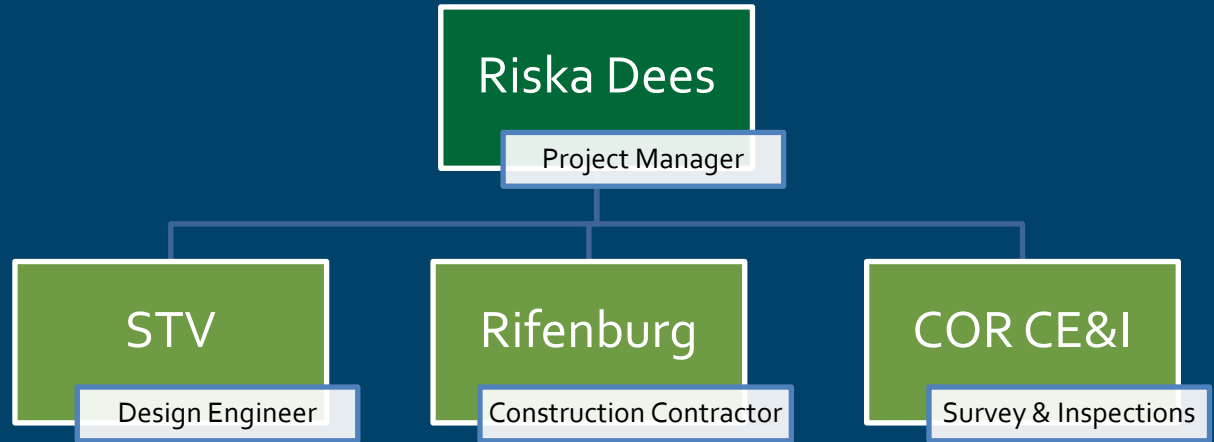 Riska Dees
Project Manager
STV
Design Engineer
Rifenburg
Construction Contractor
COR CE&I
Survey & Inspections